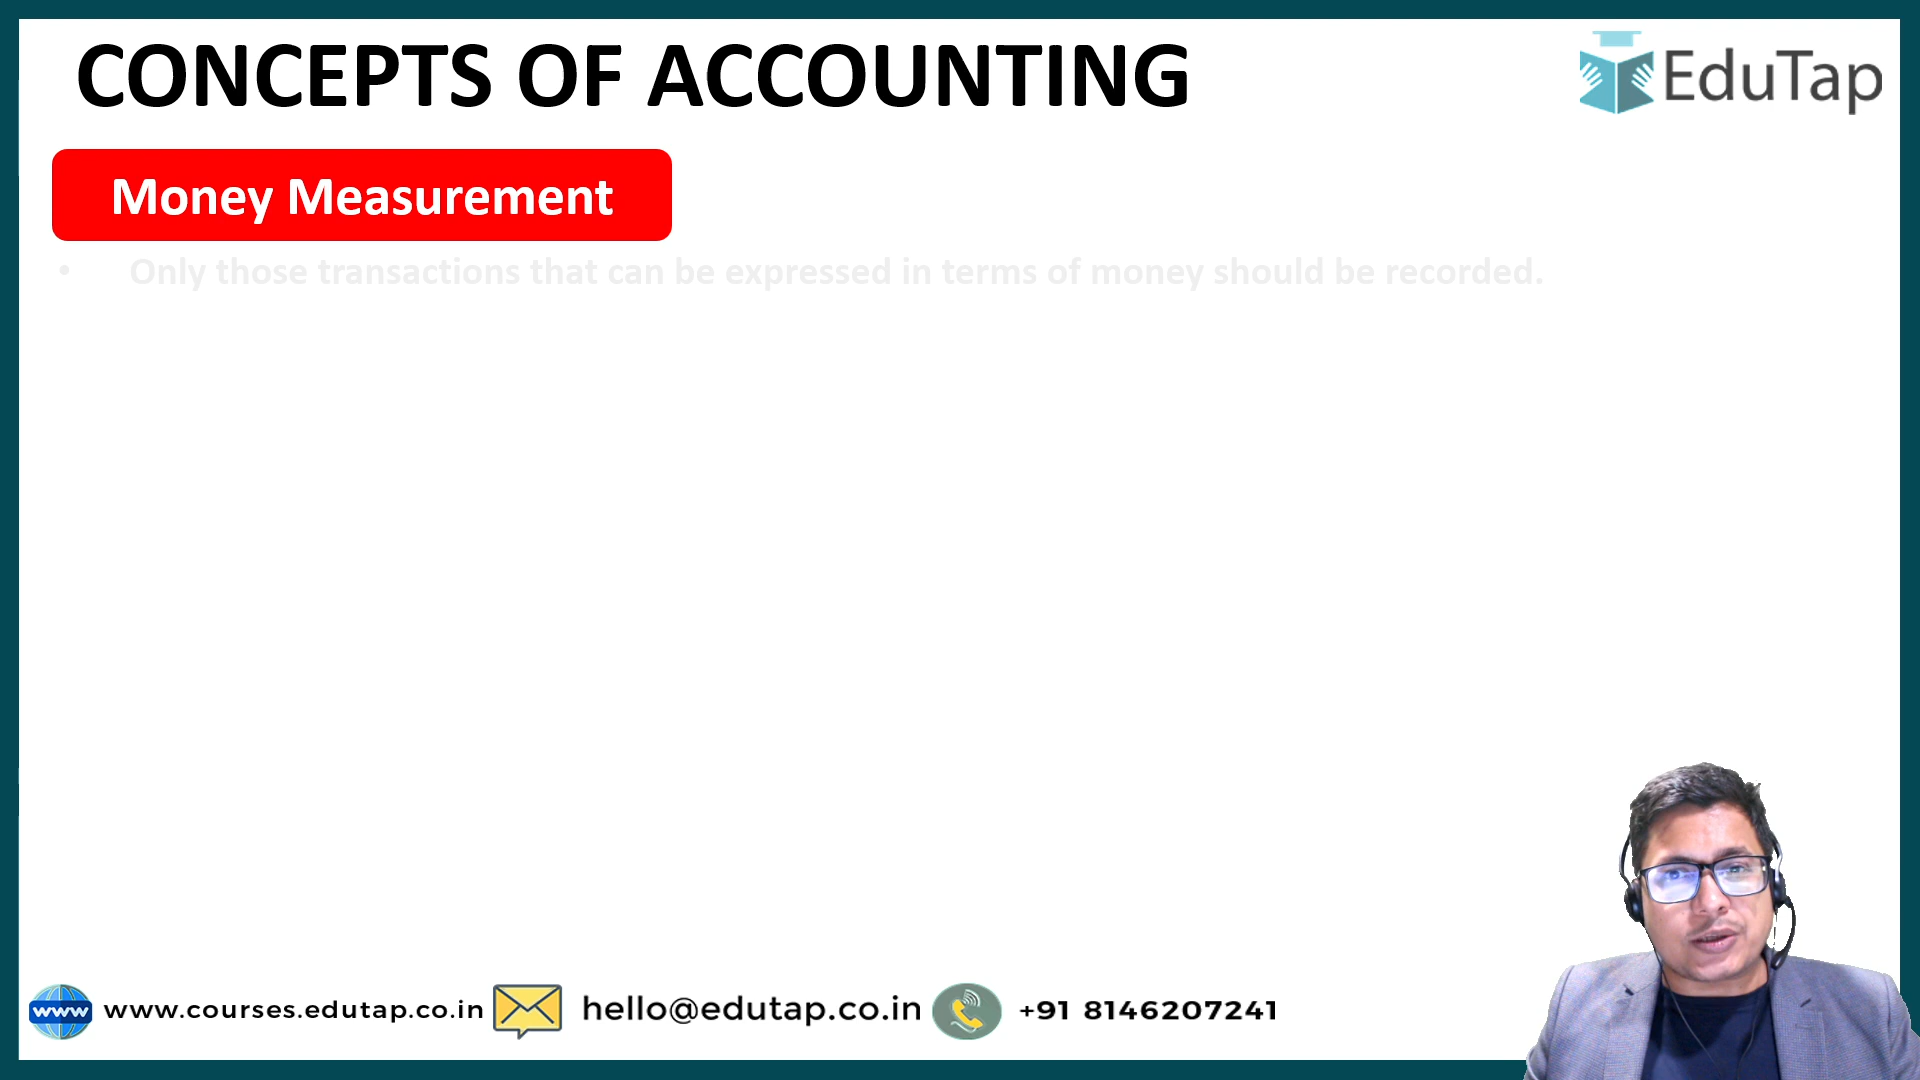 CONCEPTS OF ACCOUNTING
EduTap
Money Measurement
• Only those transactions that can be expressed in terms of money should be recorded.
www www.courses.edutap.co.in hello@edutap.co.in +91 8146207241